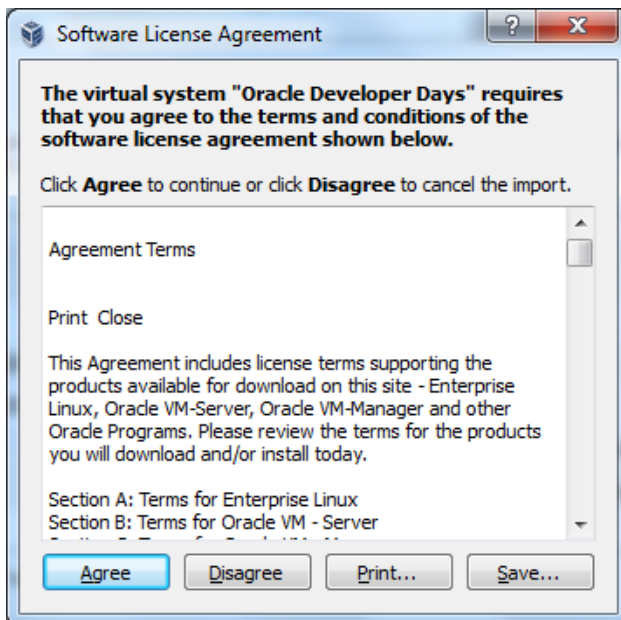 Software License Agreement
The virtual system "Oracle Developer Days" requires
that you agree to the terms and conditions of the
software license agreement shown below.
Click Agree to continue or click Disagree to cancel the import.
Agreement Terms
Print Close
This Agreement includes license terms supporting the
products available for download on this site - Enterprise
Linux, Oracle VM-Server, Oracle VM-Manager and other
Oracle Programs. Please review the terms for the products
you will download and/or install today.
Section A: Terms for Enterprise Linux
Section B: Terms for Oracle VM - Server
Agree Disagree Print... Save...